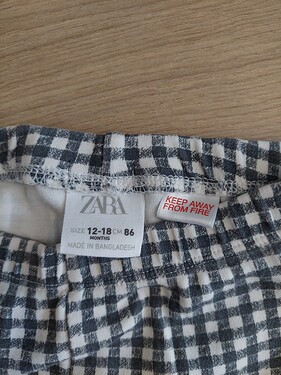 ZARA
SIZE 12-18 CM 86
MONTHS
MADE IN BANGLADESH
KEEP AWAY
FROM FIRE